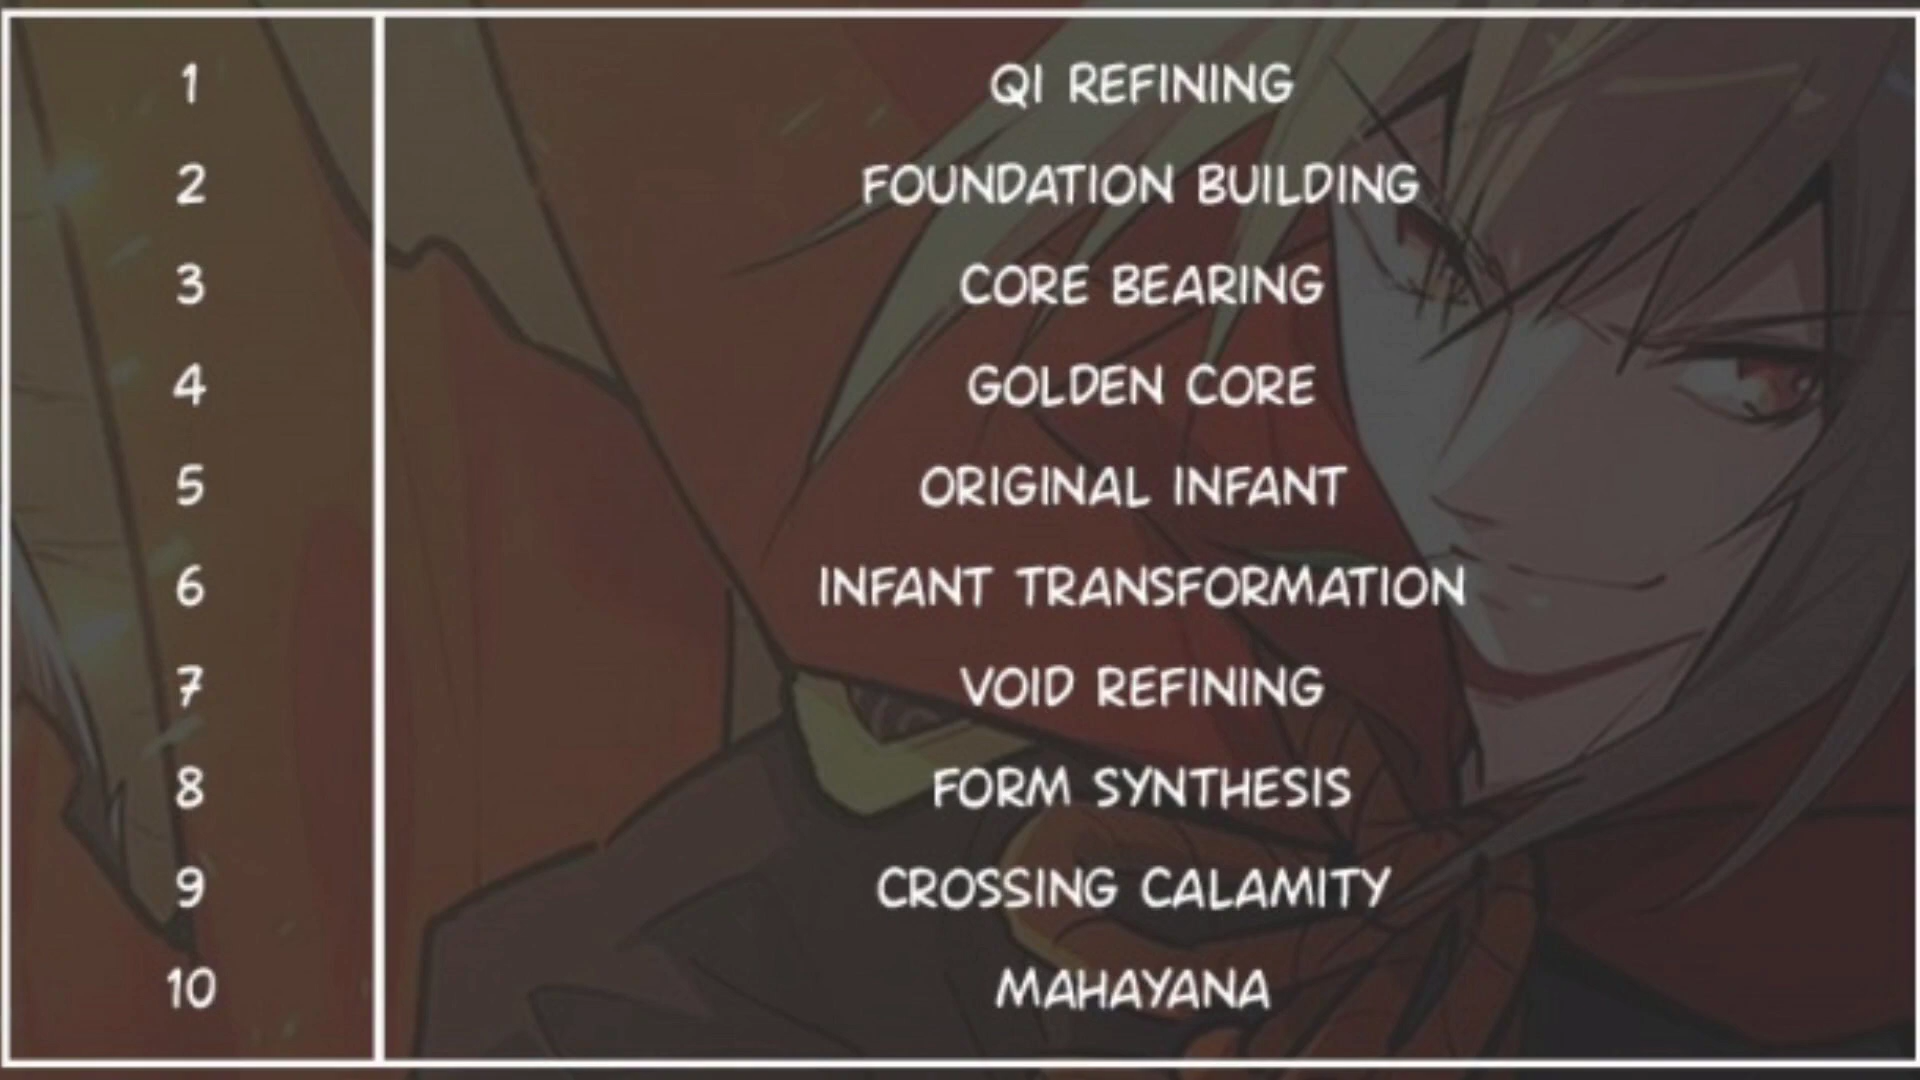 1 QI REFINING
2 FOUNDATION BUILDING
3 CORE BEARING
4 GOLDEN CORE
5 ORIGINAL INFANT
6 INFANT TRANSFORMATION
7 VOID REFINING
8 FORM SYNTHESIS
9 CROSSING CALAMITY
10 MAHAYANA